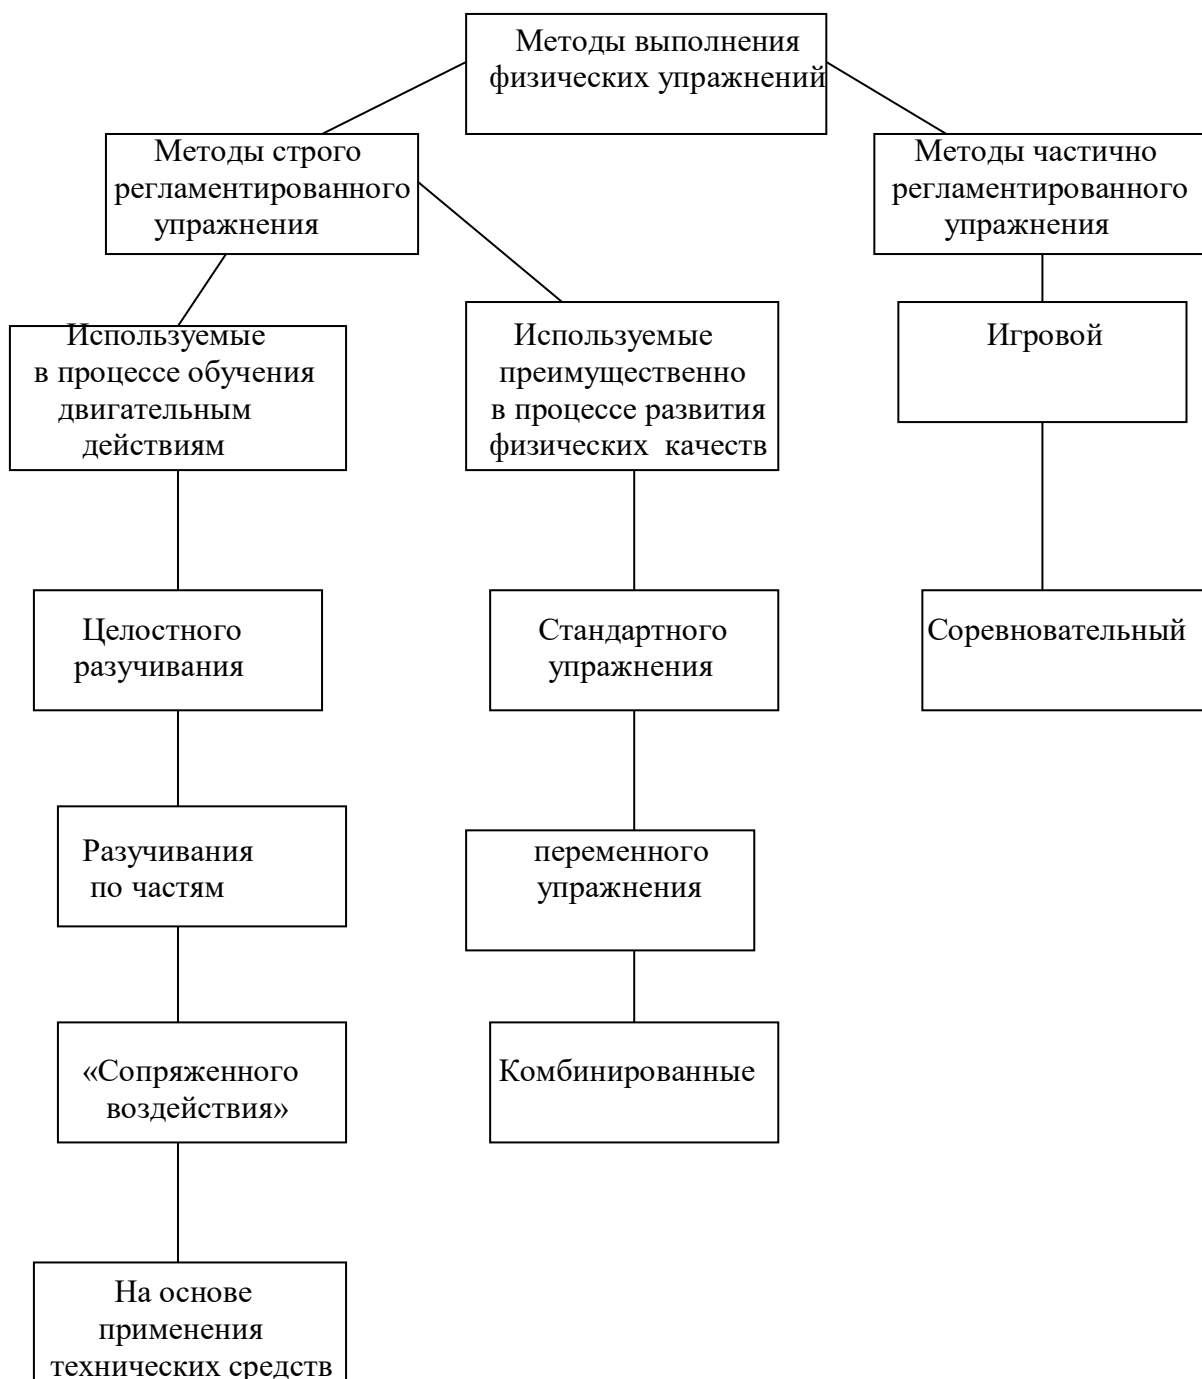 Методы выполнения
физических упражнений
Методы строго
регламентированного
упражнения
Методы частично
регламентированного
упражнения
Используемые
в процессе обучения
двигательным
действиям
Используемые
преимущественно
в процессе развития
физических качеств
Игровой
Целостного
разучивания
Стандартного
упражнения
Соревновательный
Разучивания
по частям
переменного
упражнения
«Сопряженного
воздействия»
Комбинированные
На основе
применения
технических средств